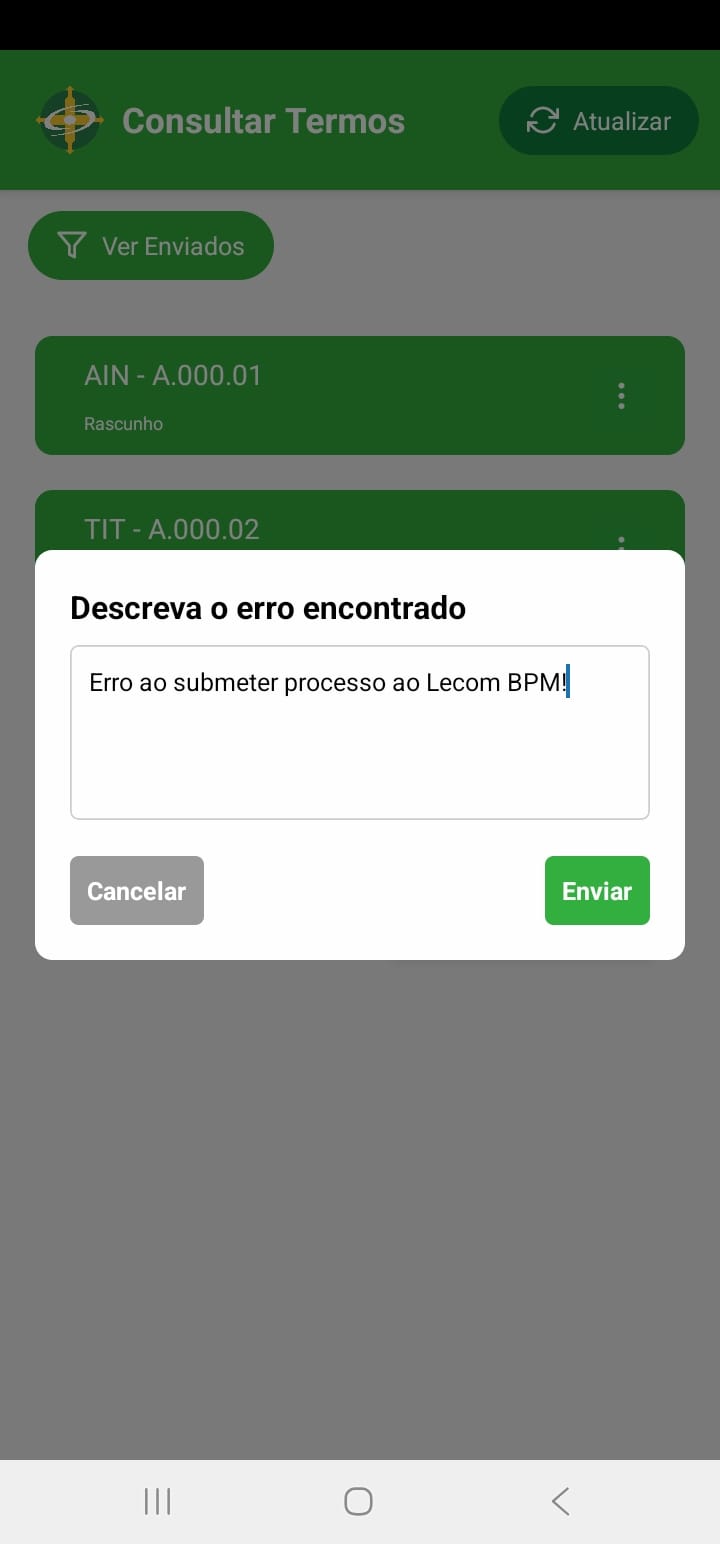 Consultar Termos
Atualizar
Ver Enviados
AIN - A.000.01
Rascunho
TIT - A.000.02
Descreva o erro encontrado
Erro ao submeter processo ao Lecom BPM!
Cancelar
Enviar